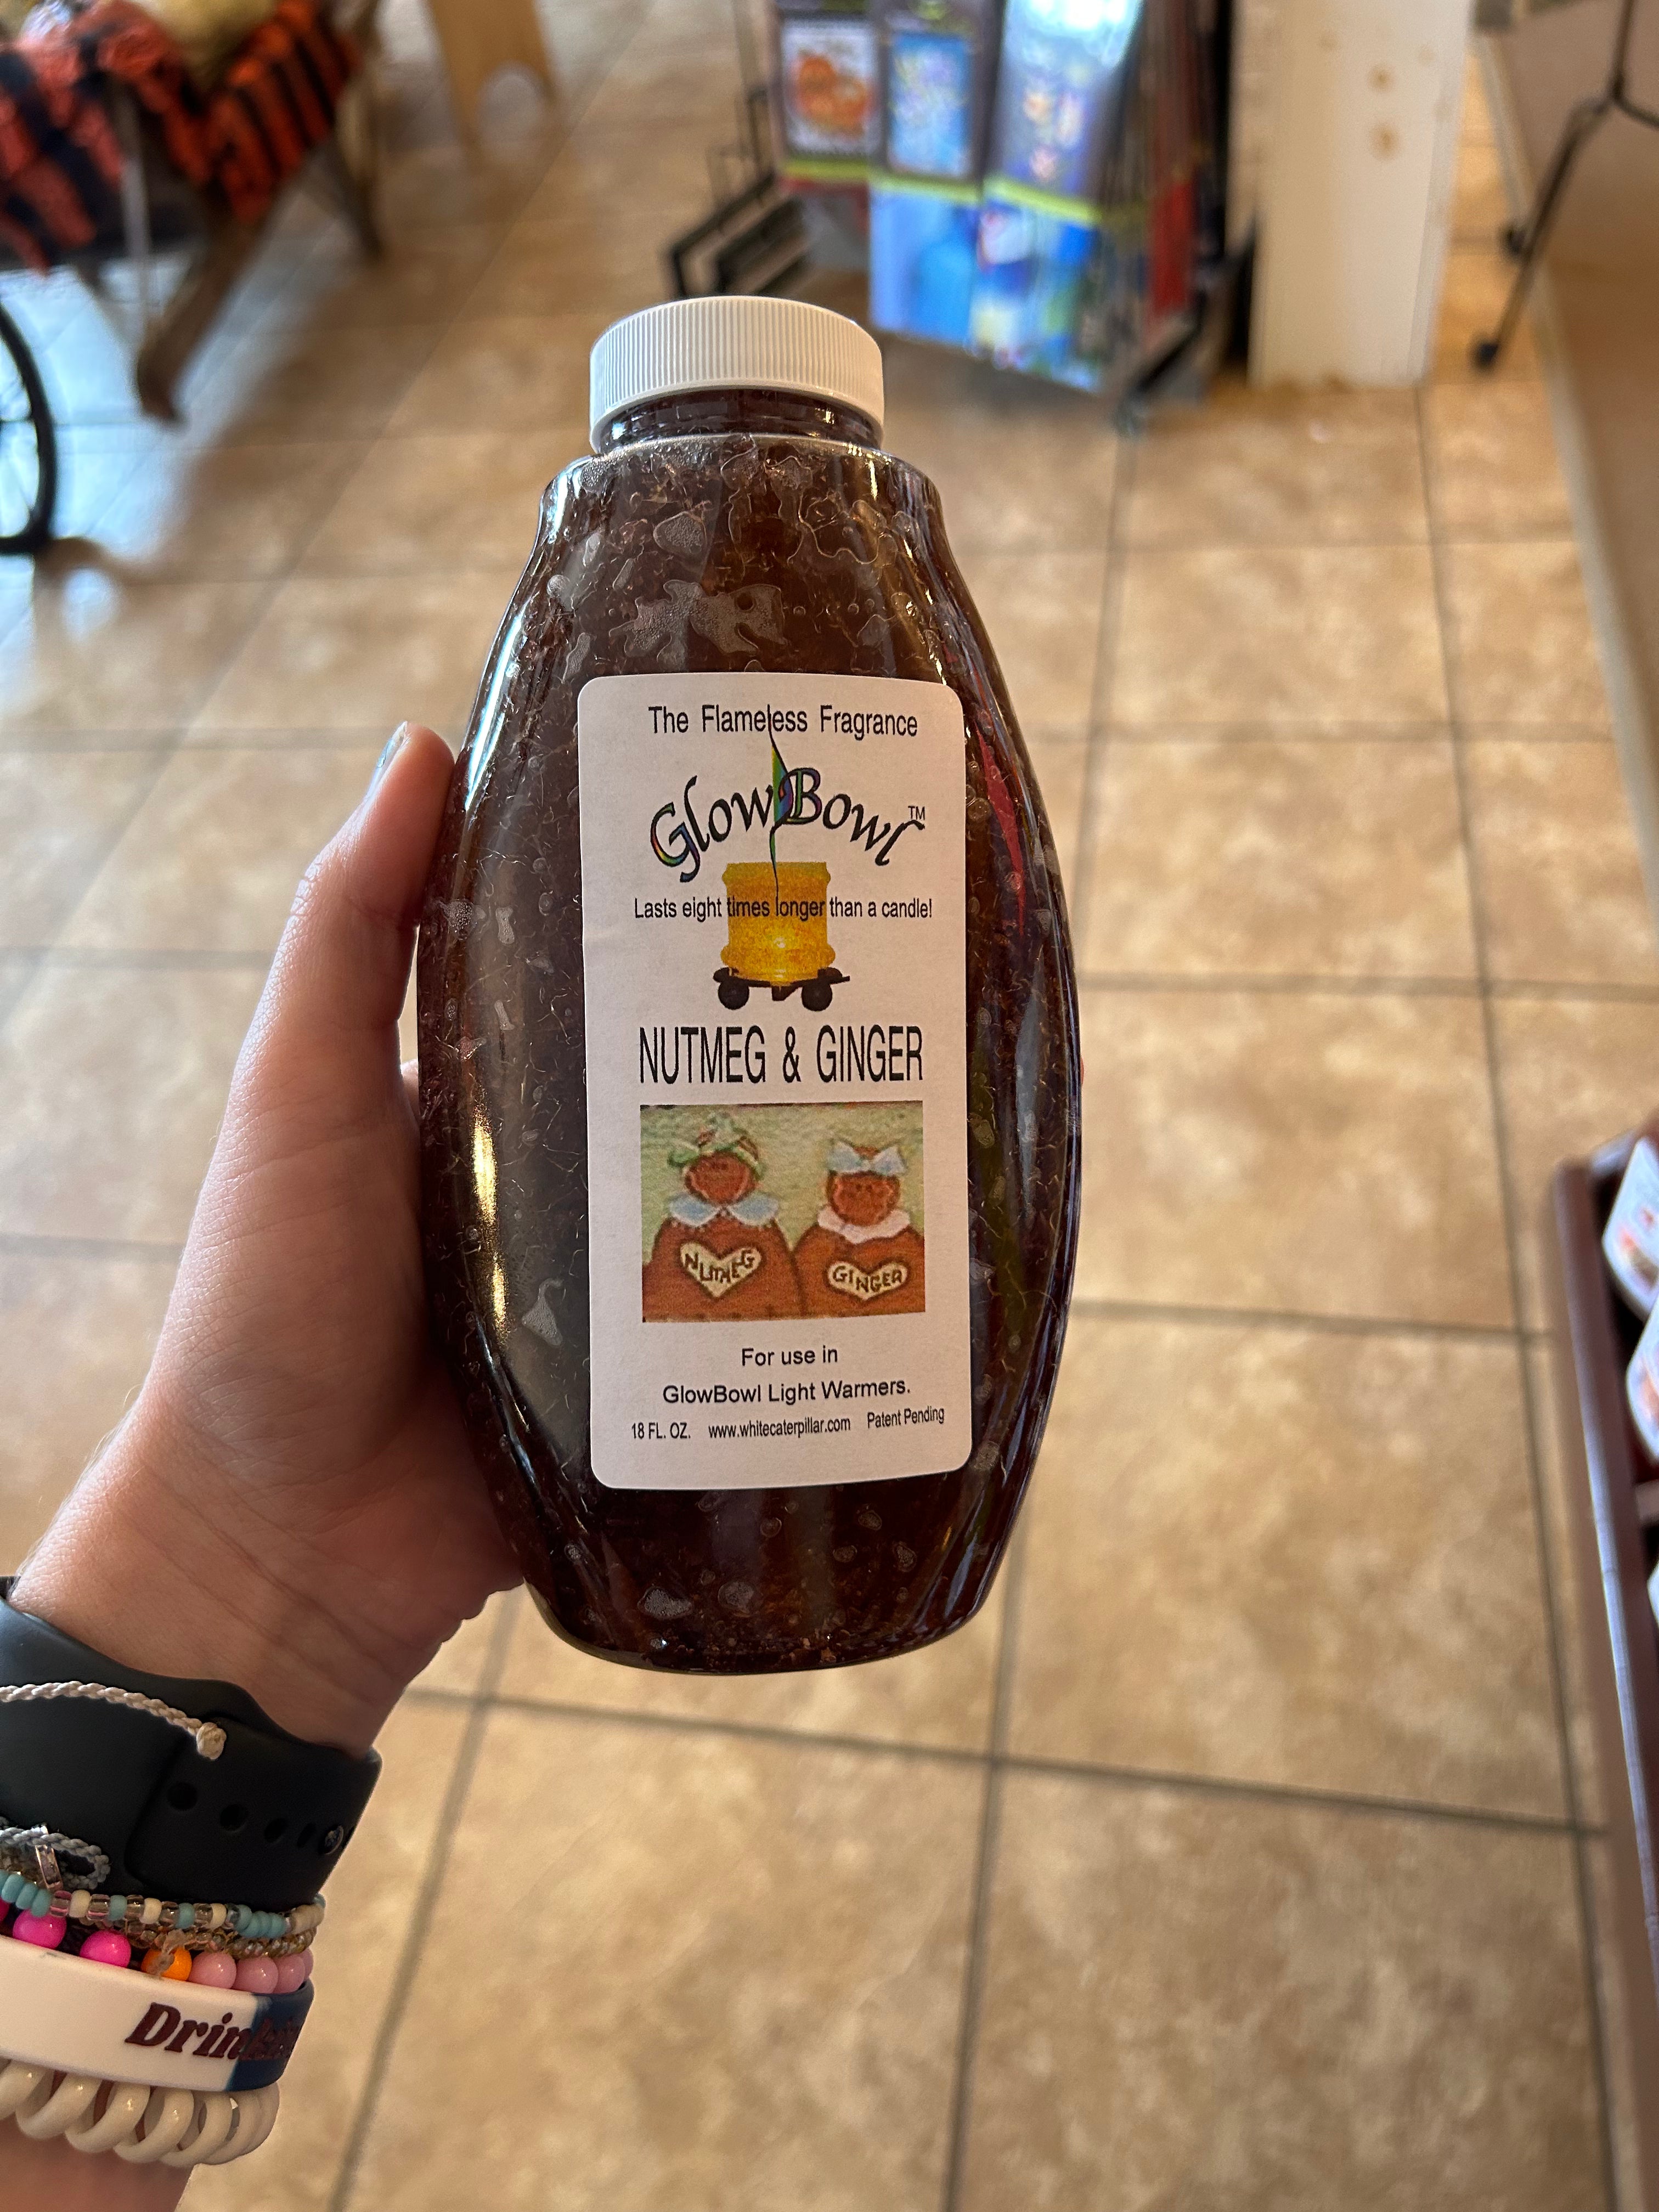 The Flameless Fragrance
GlowBowl™
Lasts eight times longer than a candle!
NUTMEG & GINGER
NUTMEG
GINGER
For use in
GlowBowl Light Warmers.
18 FL. OZ. www.whitecaterpillar.com Patent Pending